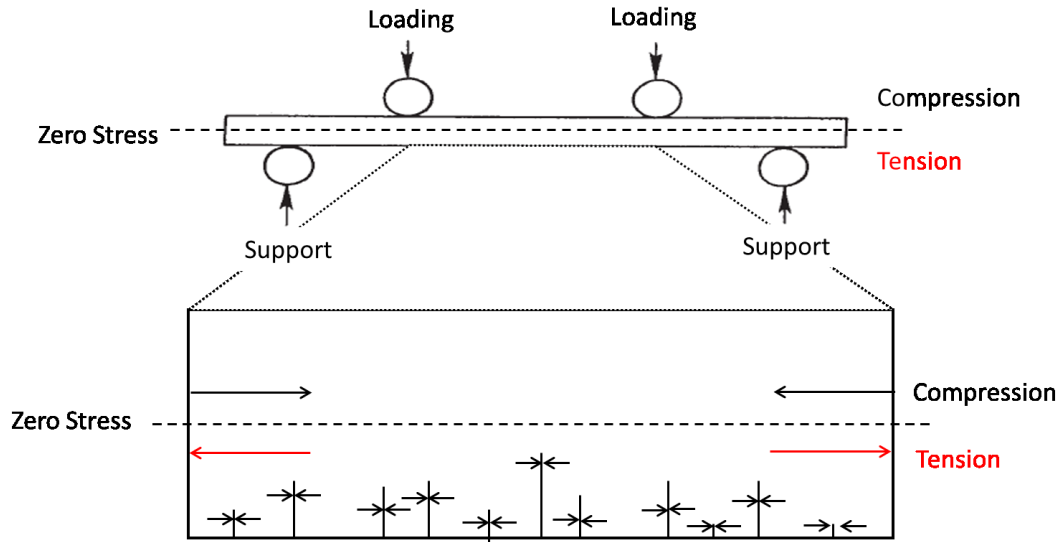 Loading
Loading
Compression
Zero Stress
Tension
Support
Support
Compression
Zero Stress
Tension